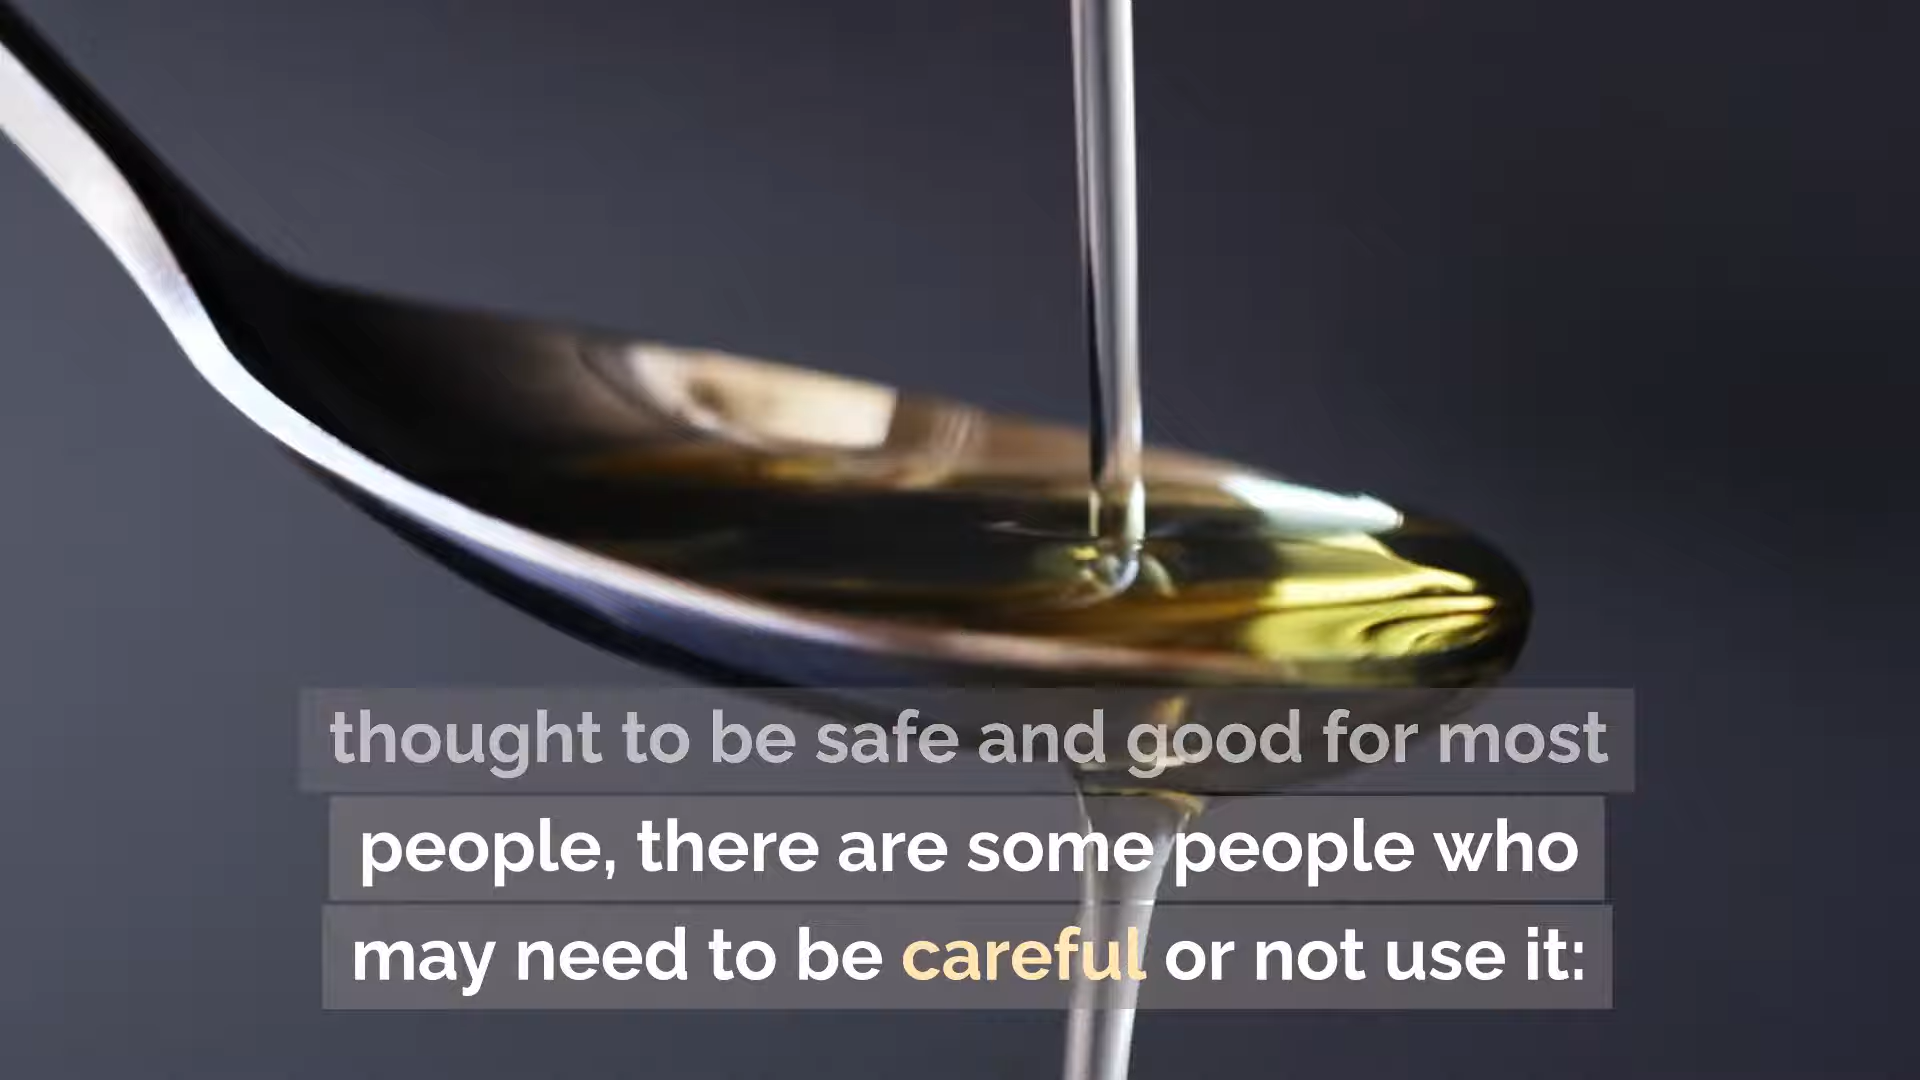 thought to be safe and good for most
people, there are some people who
may need to be careful or not use it: